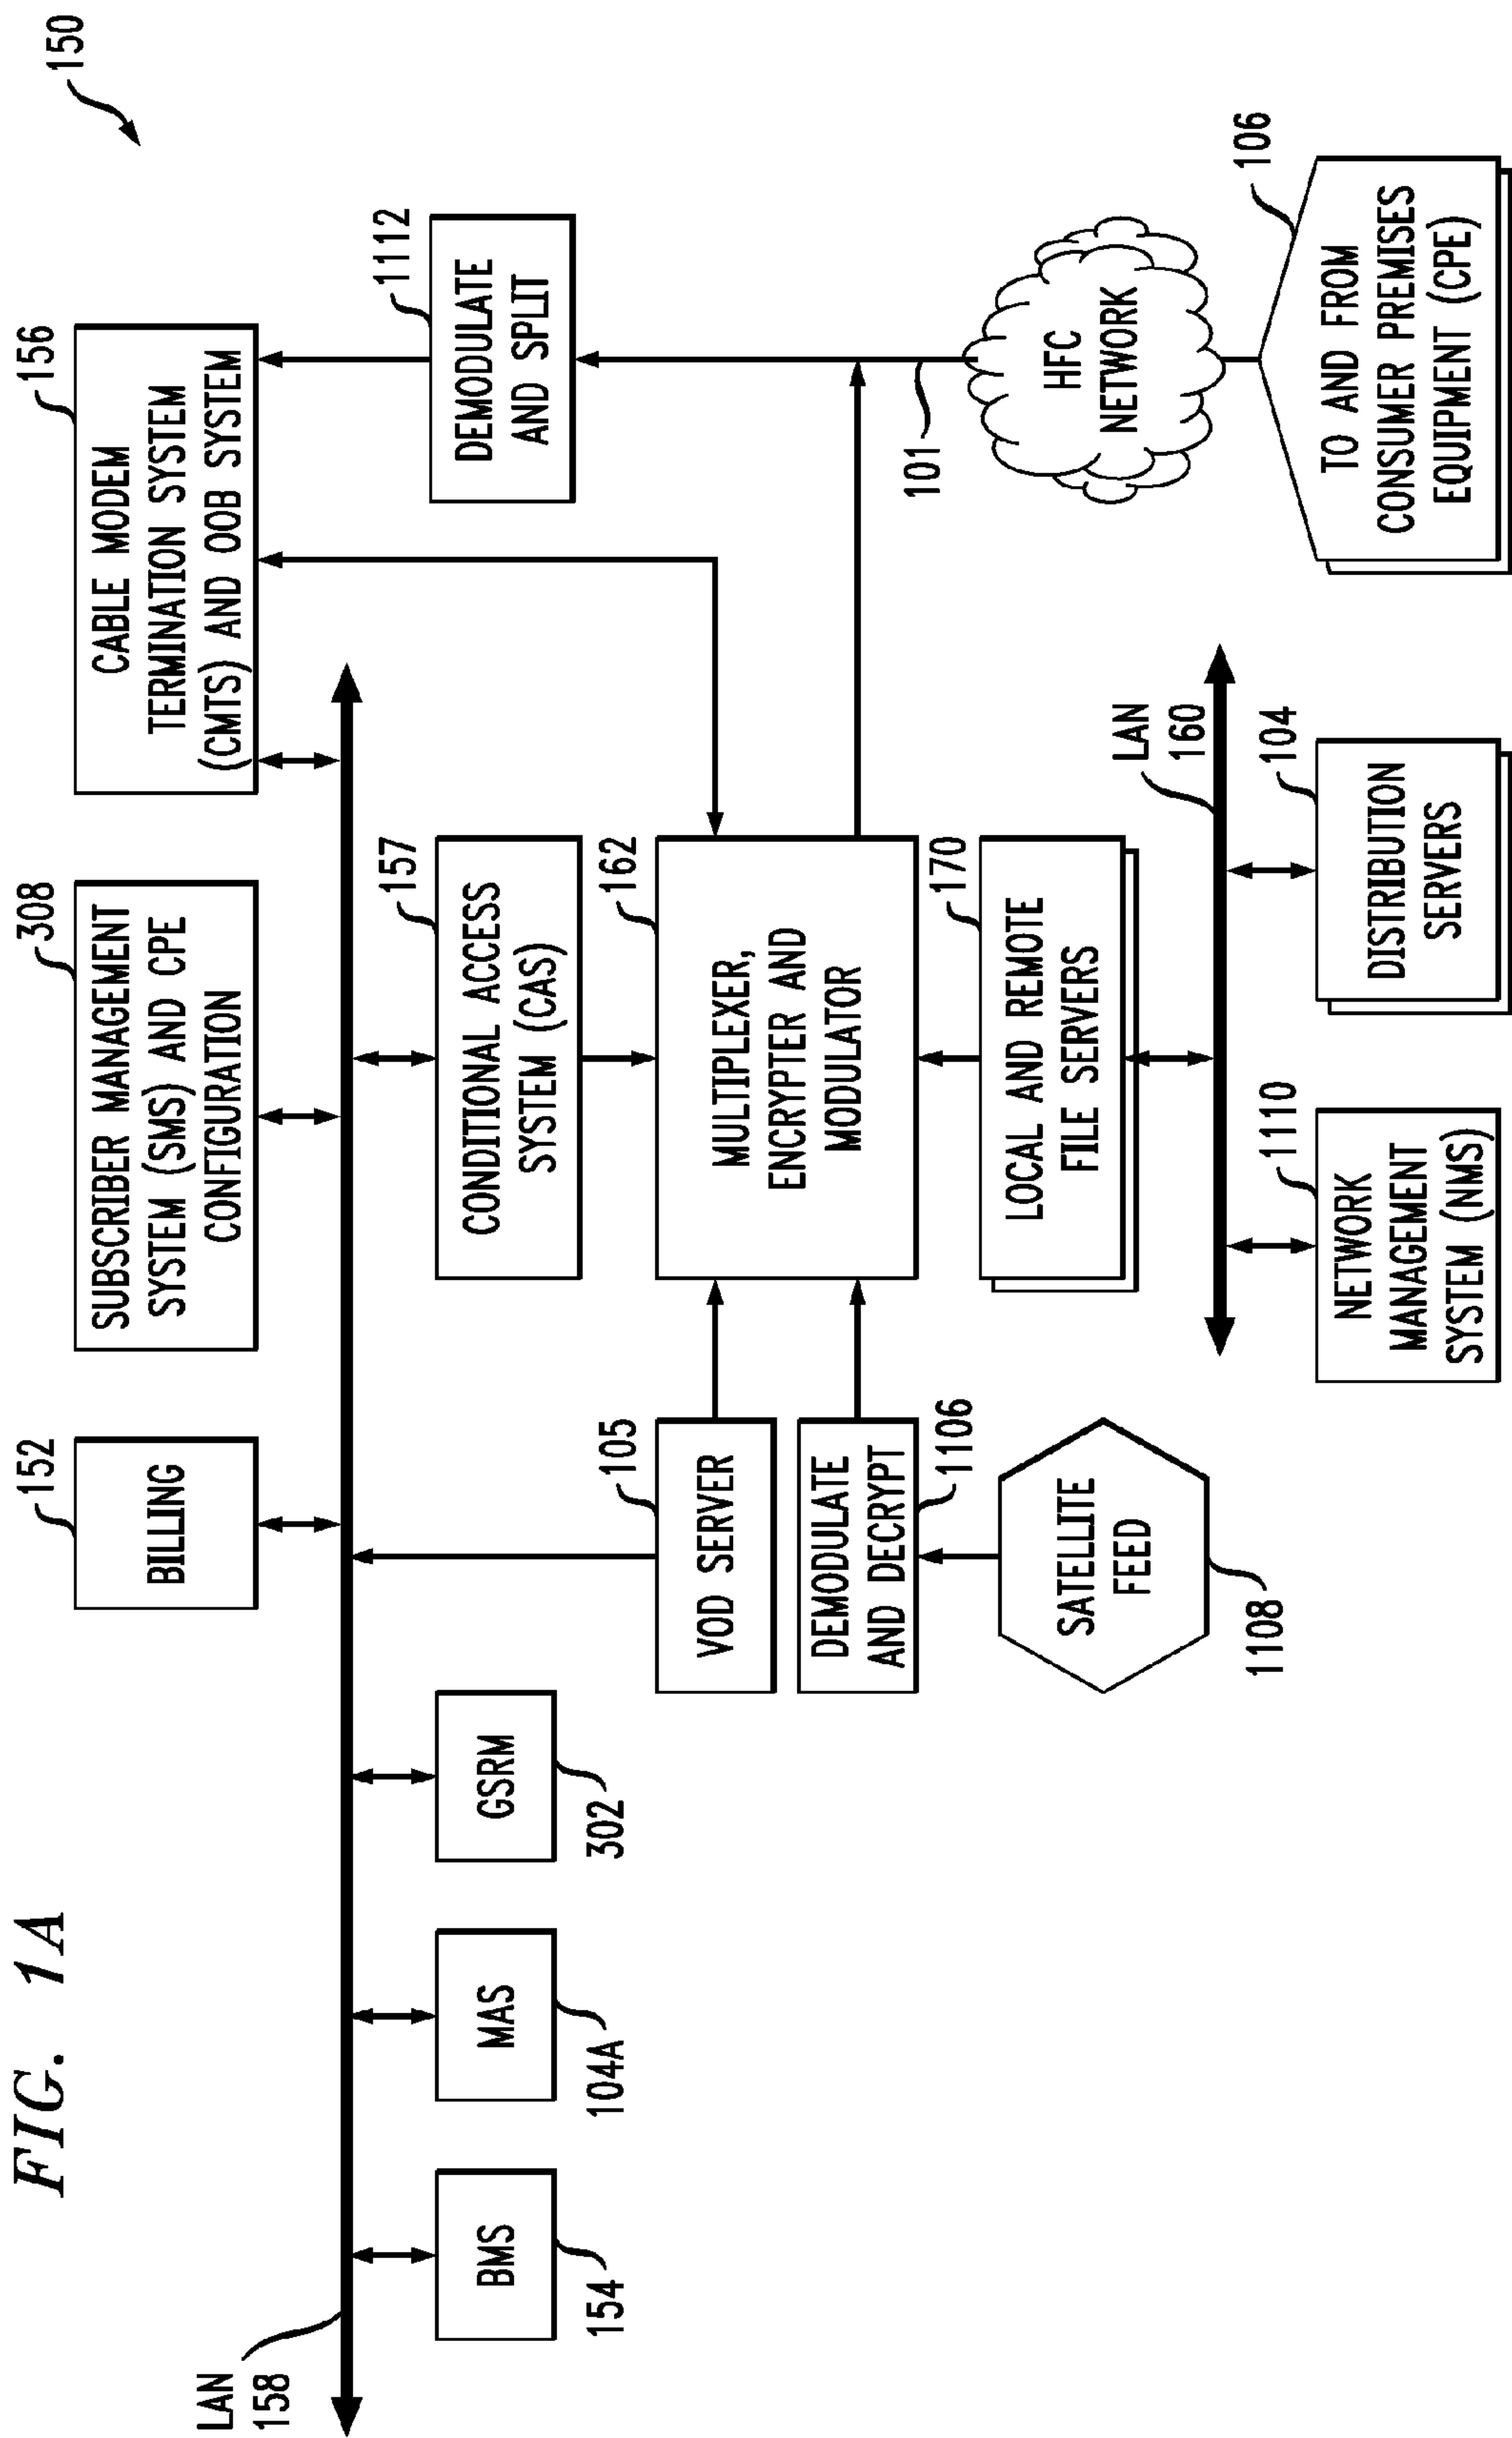 FIG. 1A
150
LAN
158
152
BILLING
308
SUBSCRIBER MANAGEMENT
SYSTEM (SMS) AND CPE
CONFIGURATION
156
CABLE MODEM
TERMINATION SYSTEM
(CMTS) AND OOB SYSTEM
BMS
154
MAS
104A
GSRM
302
157
CONDITIONAL ACCESS
SYSTEM (CAS)
1112
DEMODULATE
AND SPLIT
105
VOD SERVER
162
MULTIPLEXER,
ENCRYPTER AND
MODULATOR
DEMODULATE
AND DECRYPT
1106
101
SATELLITE
FEED
1108
170
LOCAL AND REMOTE
FILE SERVERS
HFC
NETWORK
LAN
160
1110
NETWORK
MANAGEMENT
SYSTEM (NMS)
104
DISTRIBUTION
SERVERS
106
TO AND FROM
CONSUMER PREMISES
EQUIPMENT (CPE)